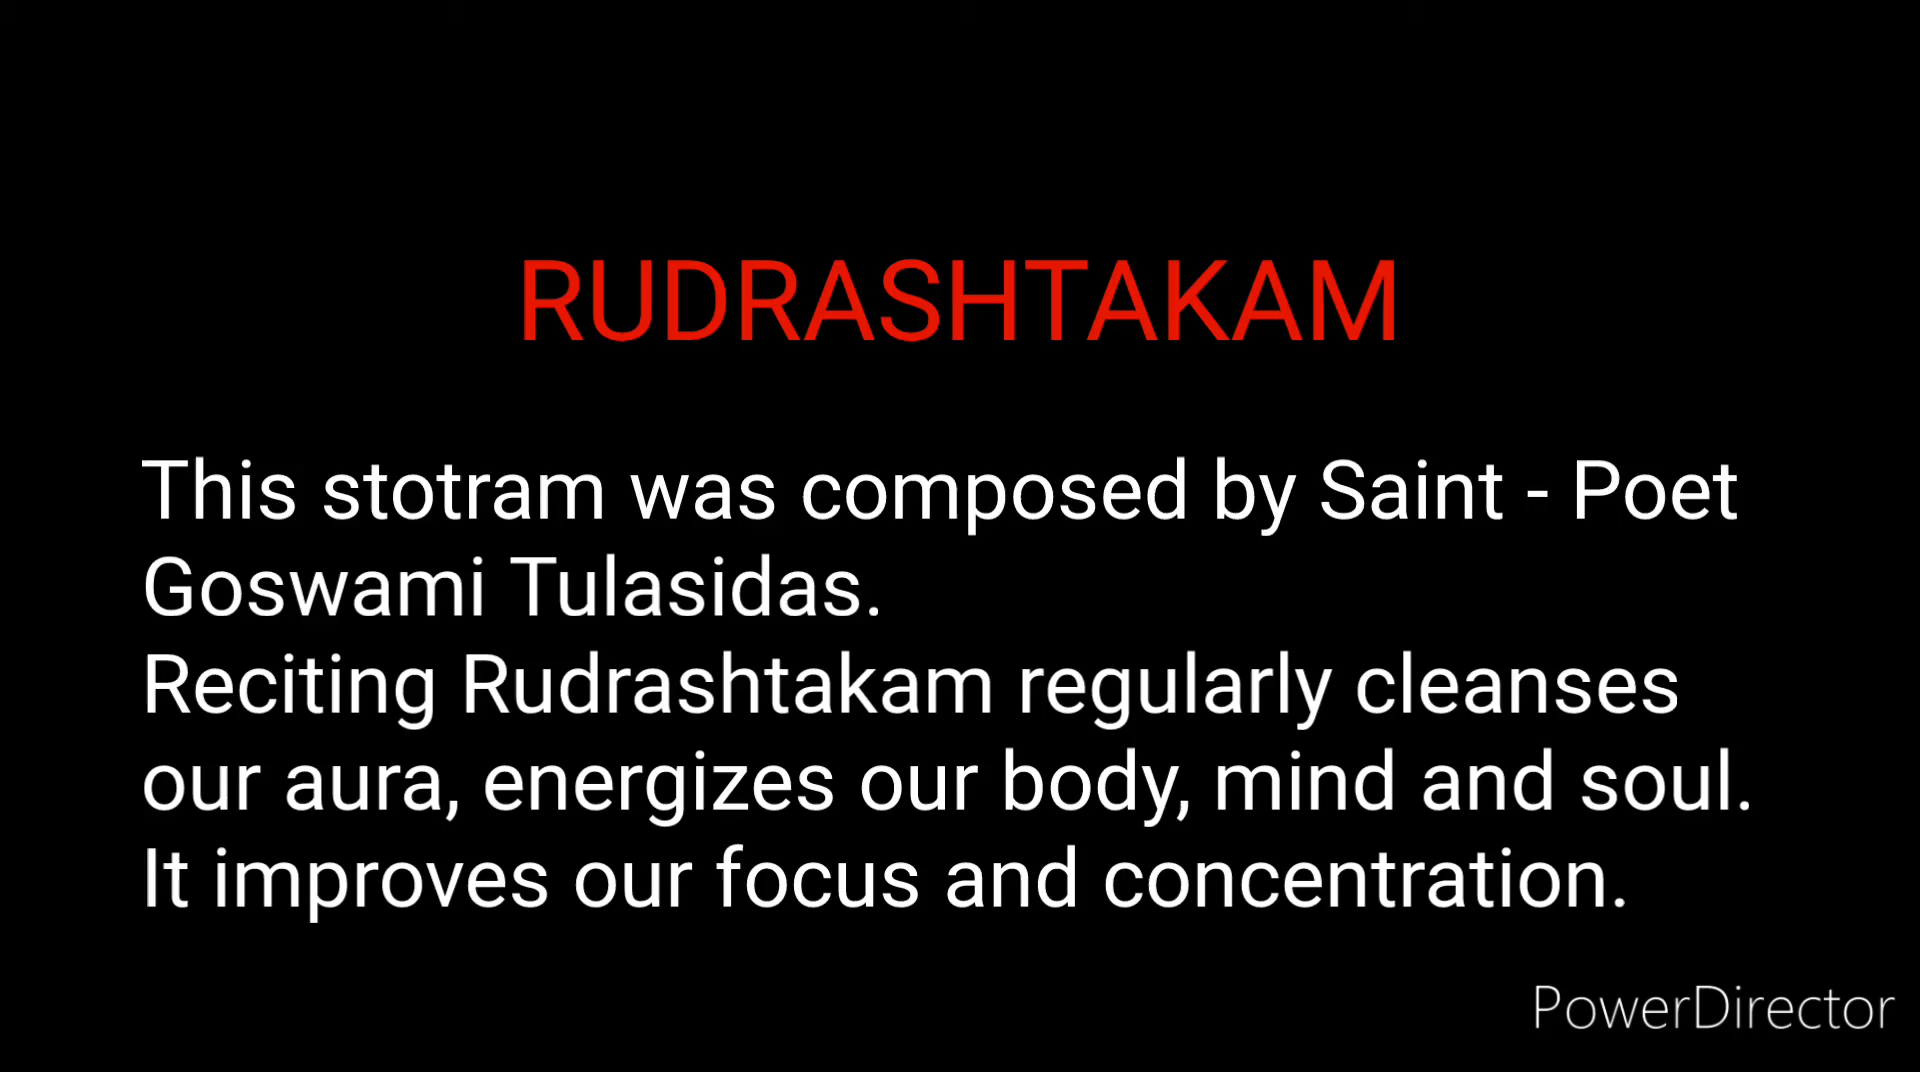 RUDRASHTAKAM
This stotram was composed by Saint - Poet
Goswami Tulasidas.
Reciting Rudrashtakam regularly cleanses
our aura, energizes our body, mind and soul.
It improves our focus and concentration.
PowerDirector